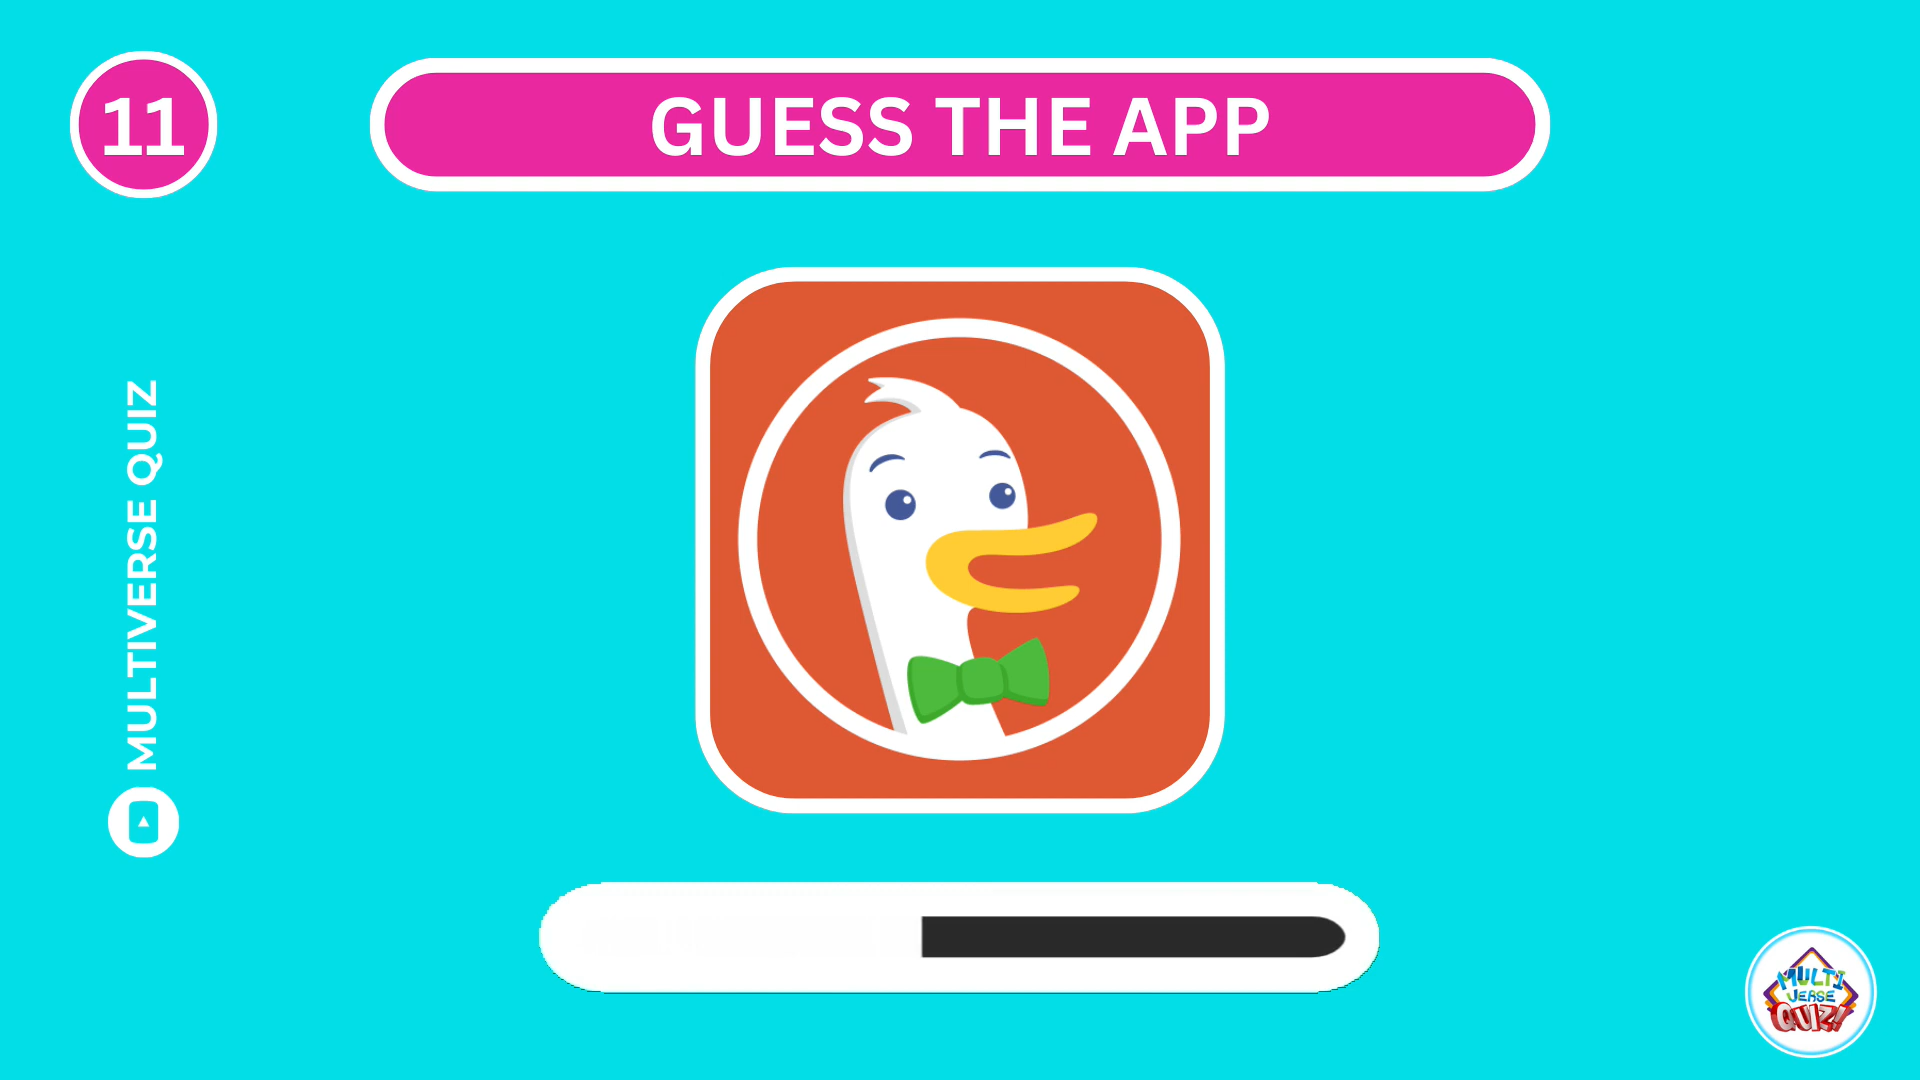 11
GUESS THE APP
MULTIVERSE QUIZ
MULTI
VERSE
QUIZ!